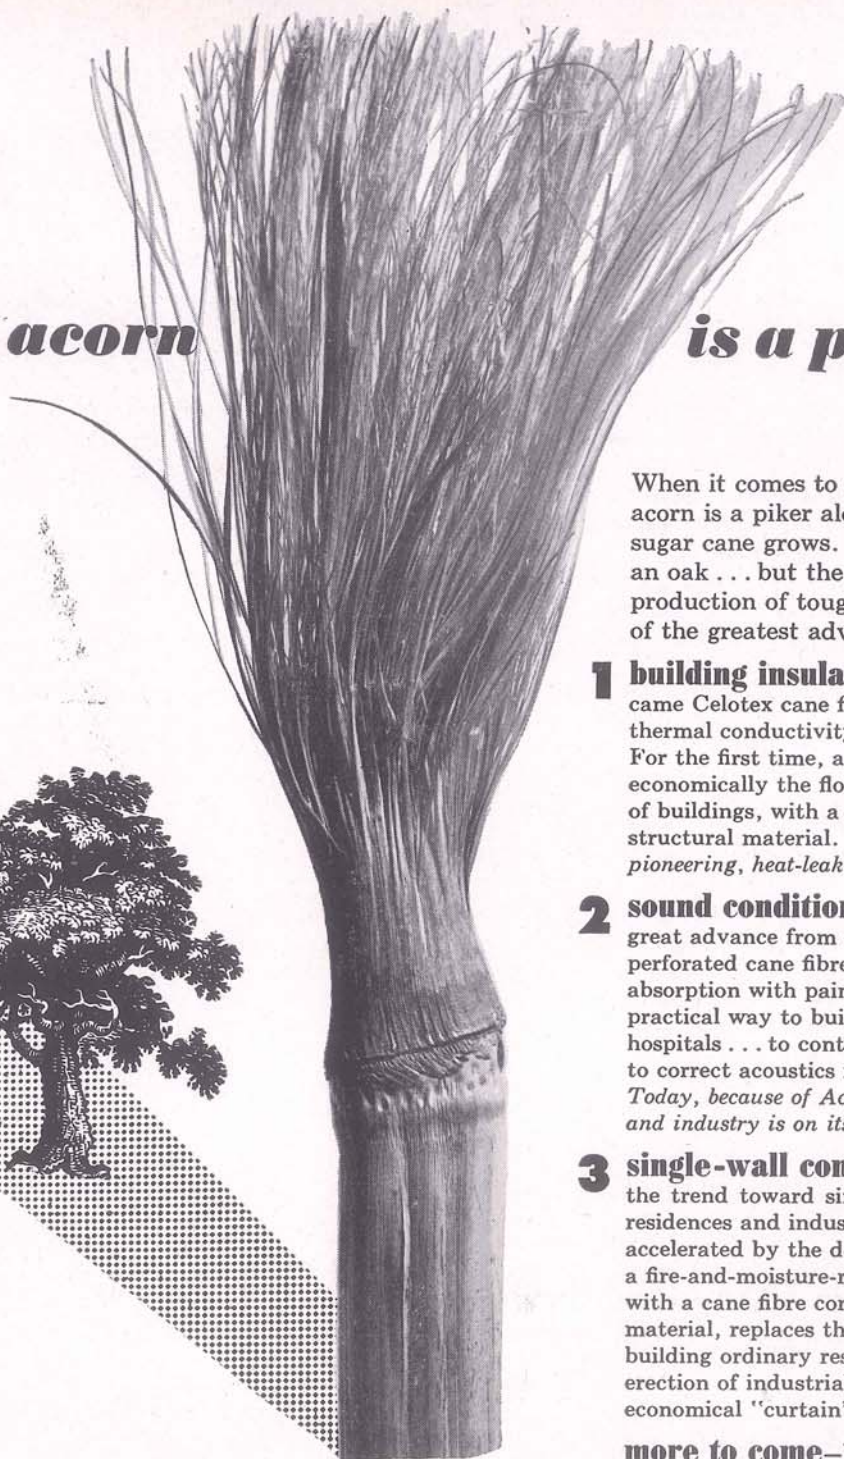 acorn is a p
When it comes to
acorn is a piker al
sugar cane grows.
an oak . . . but the
production of toug
of the greatest adv
1 building insula
came Celotex cane f
thermal conductivity
For the first time, a
economically the flo
of buildings, with a
structural material.
pioneering, heat-leak
2 sound condition
great advance from
perforated cane fibre
absorption with pain
practical way to bui
hospitals . . . to cont
to correct acoustics
Today, because of Ac
and industry is on its
3 single-wall con
the trend toward si
residences and indus
accelerated by the d
a fire-and-moisture-r
with a cane fibre cor
material, replaces th
building ordinary res
erection of industria
economical "curtain"
more to come—